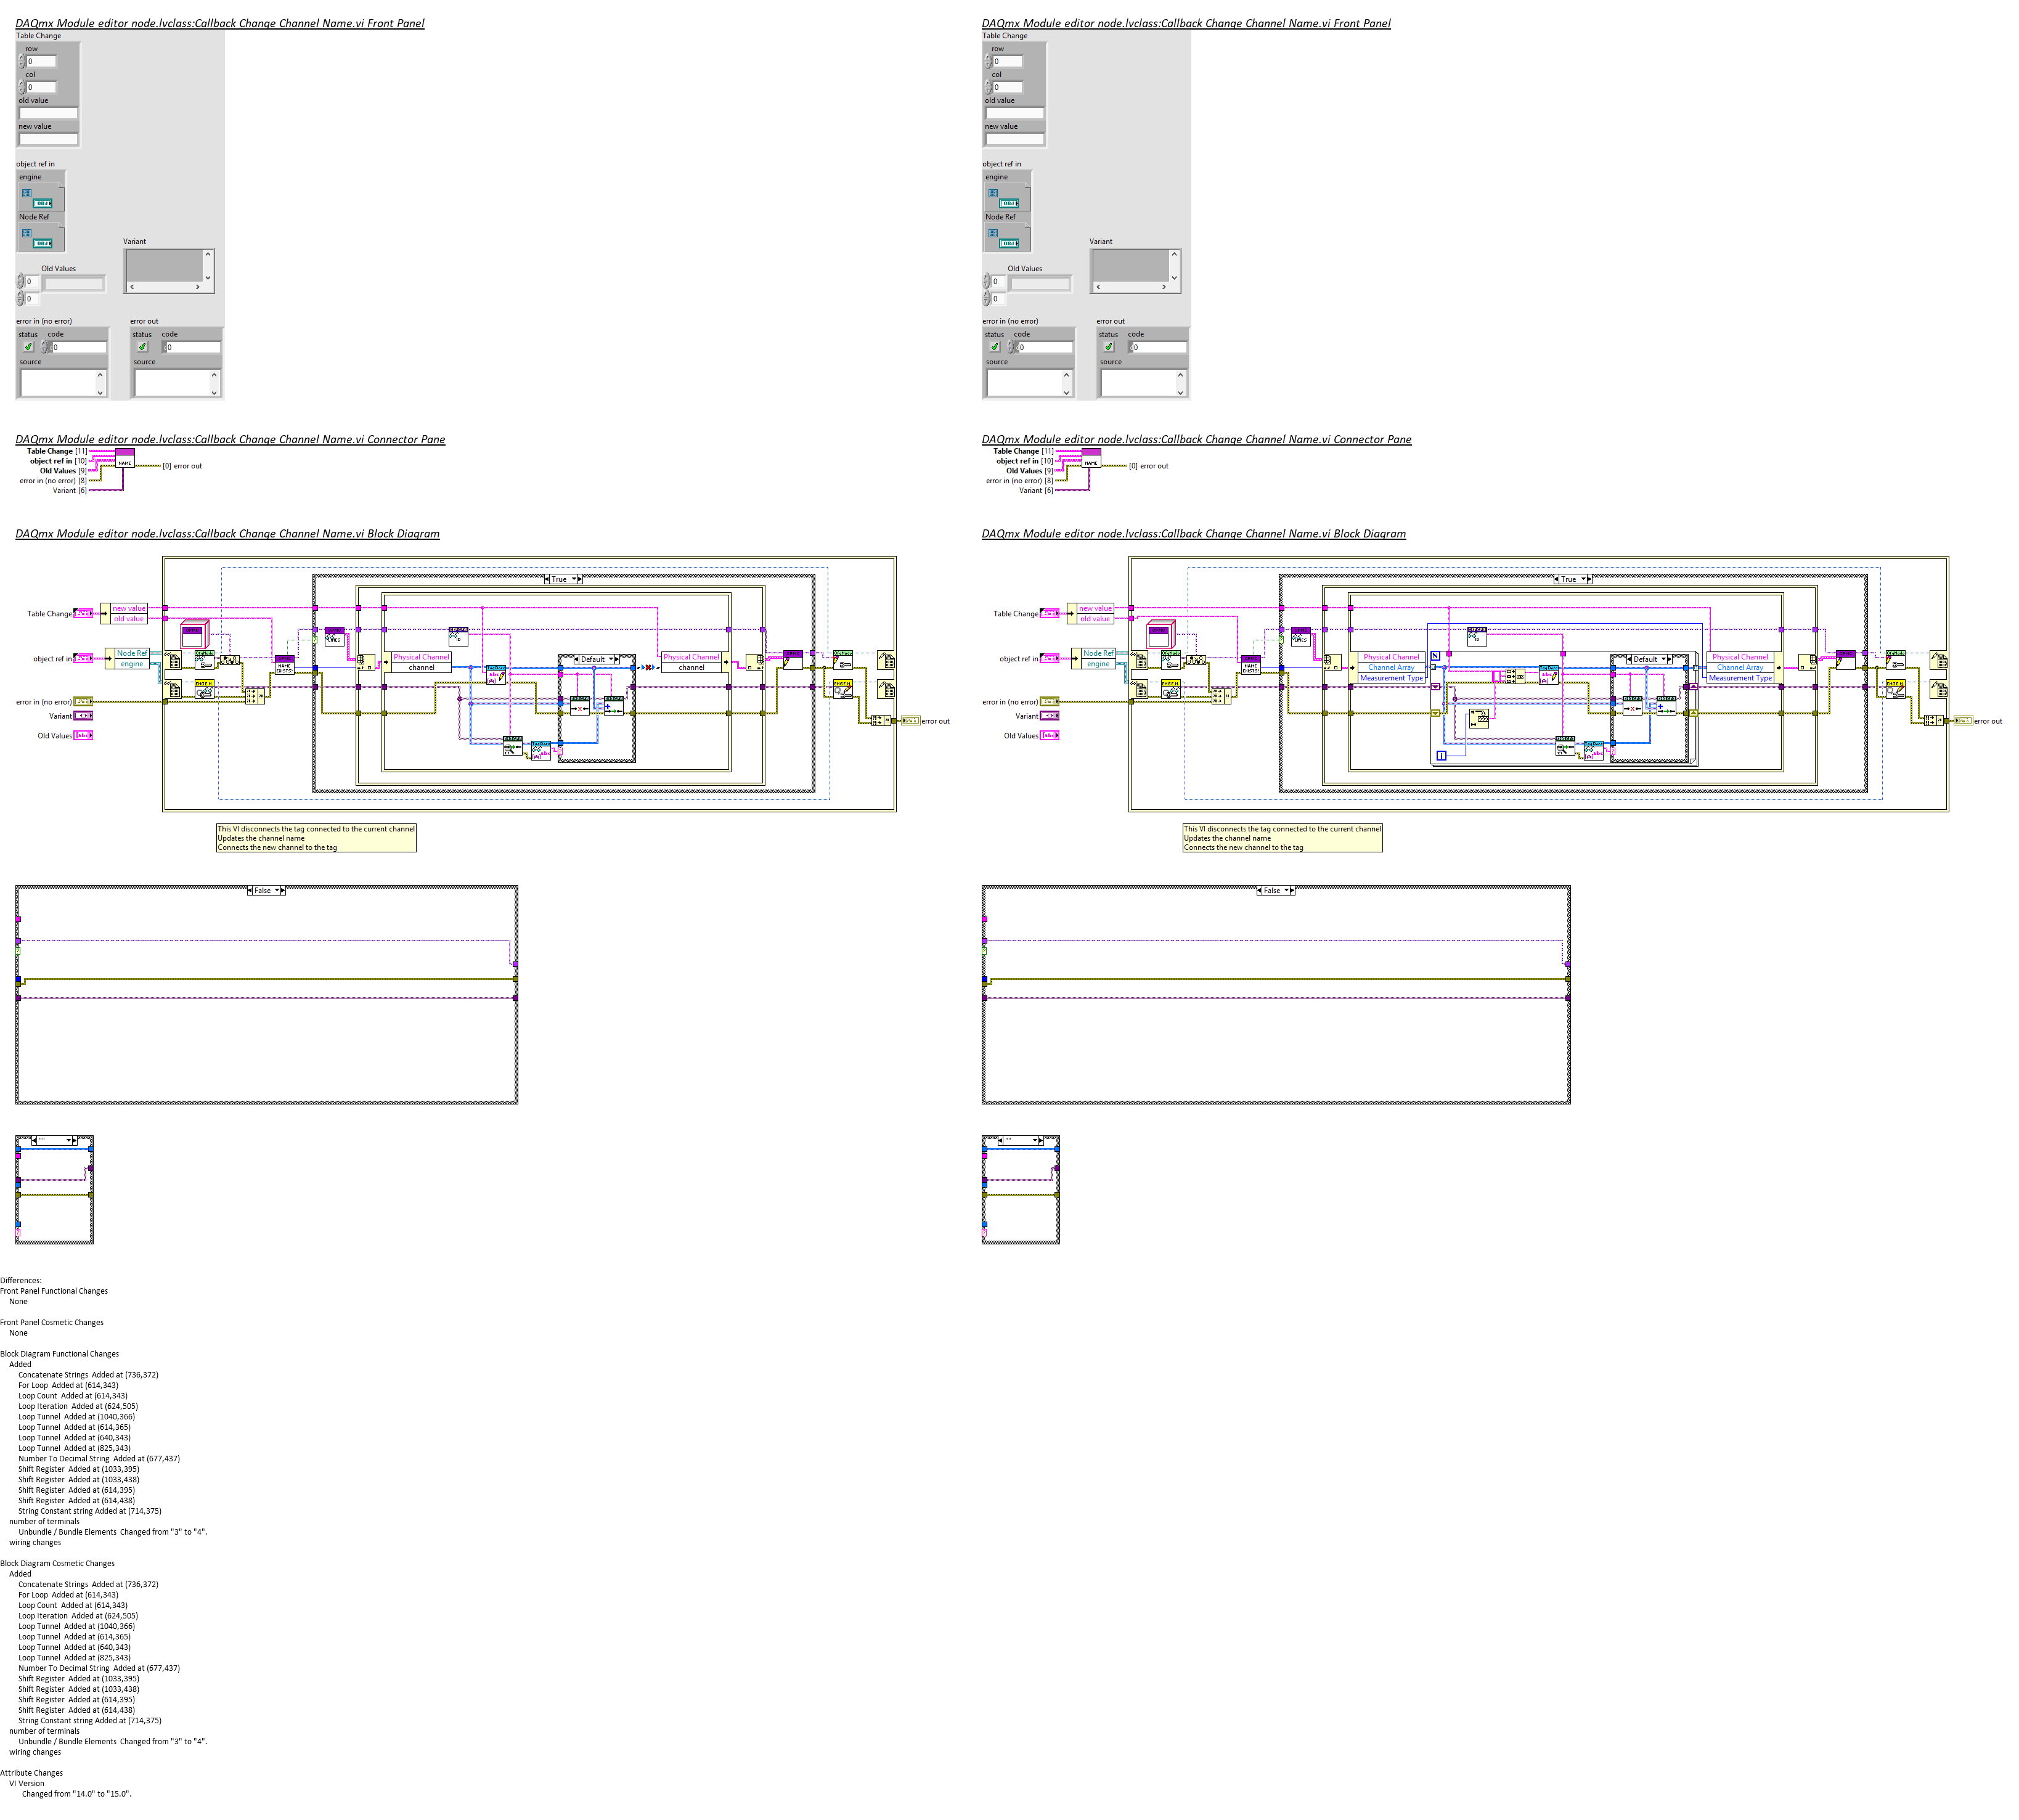 DAQmx Module editor node.lvclass:Callback Change Channel Name.vi Front Panel
Table Change
row
0
col
0
old value
new value
object ref in
engine
OBJ
Node Ref
OBJ
Variant
Old Values
0
0
error in (no error)
error out
status code
0
status code
0
source
source
DAQmx Module editor node.lvclass:Callback Change Channel Name.vi Connector Pane
Table Change [11]
object ref in [10]
Old Values [9]
error in (no error) [8]
Variant [6]
NAME
[0] error out
DAQmx Module editor node.lvclass:Callback Change Channel Name.vi Block Diagram
True
Table Change
new value
old value
object ref in
Node Ref
engine
error in (no error)
Variant
Old Values
Physical Channel
channel
Default
Physical Channel
channel
error out
This VI disconnects the tag connected to the current channel
Updates the channel name
Connects the new channel to the tag
False
""
DAQmx Module editor node.lvclass:Callback Change Channel Name.vi Front Panel
Table Change
row
0
col
0
old value
new value
object ref in
engine
OBJ
Node Ref
OBJ
Variant
Old Values
0
0
error in (no error)
error out
status code
0
status code
0
source
source
DAQmx Module editor node.lvclass:Callback Change Channel Name.vi Connector Pane
Table Change [11]
object ref in [10]
Old Values [9]
error in (no error) [8]
Variant [6]
NAME
[0] error out
DAQmx Module editor node.lvclass:Callback Change Channel Name.vi Block Diagram
True
Table Change
new value
old value
object ref in
Node Ref
engine
error in (no error)
Variant
Old Values
Physical Channel
Channel Array
Measurement Type
N
i
Default
Physical Channel
Channel Array
Measurement Type
error out
This VI disconnects the tag connected to the current channel
Updates the channel name
Connects the new channel to the tag
False
""
Differences:
Front Panel Functional Changes
None
Front Panel Cosmetic Changes
None
Block Diagram Functional Changes
Added
Concatenate Strings  Added at (736,372)
For Loop  Added at (614,343)
Loop Count  Added at (614,343)
Loop Iteration  Added at (624,505)
Loop Tunnel  Added at (1040,366)
Loop Tunnel  Added at (614,365)
Loop Tunnel  Added at (640,343)
Loop Tunnel  Added at (825,343)
Number To Decimal String  Added at (677,437)
Shift Register  Added at (1033,395)
Shift Register  Added at (1033,438)
Shift Register  Added at (614,395)
Shift Register  Added at (614,438)
String Constant string Added at (714,375)
number of terminals
Unbundle / Bundle Elements  Changed from "3" to "4".
wiring changes
Block Diagram Cosmetic Changes
Added
Concatenate Strings  Added at (736,372)
For Loop  Added at (614,343)
Loop Count  Added at (614,343)
Loop Iteration  Added at (624,505)
Loop Tunnel  Added at (1040,366)
Loop Tunnel  Added at (614,365)
Loop Tunnel  Added at (640,343)
Loop Tunnel  Added at (825,343)
Number To Decimal String  Added at (677,437)
Shift Register  Added at (1033,395)
Shift Register  Added at (1033,438)
Shift Register  Added at (614,395)
Shift Register  Added at (614,438)
String Constant string Added at (714,375)
number of terminals
Unbundle / Bundle Elements  Changed from "3" to "4".
wiring changes
Attribute Changes
VI Version
Changed from "14.0" to "15.0".